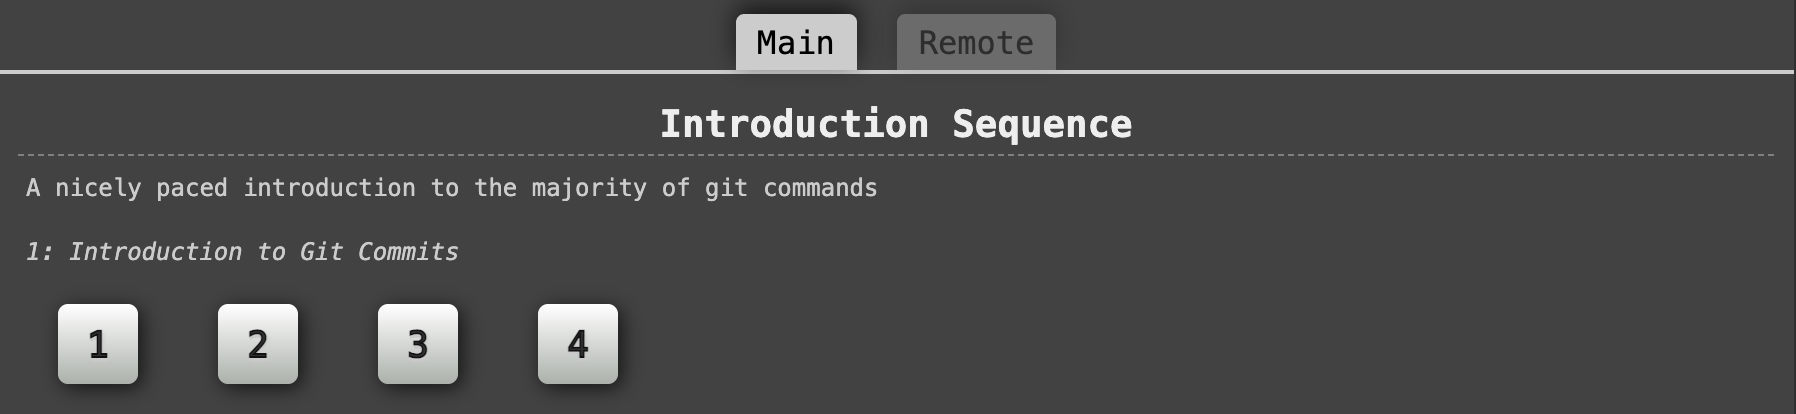 Main Remote
Introduction Sequence
A nicely paced introduction to the majority of git commands
1: Introduction to Git Commits
1 2 3 4